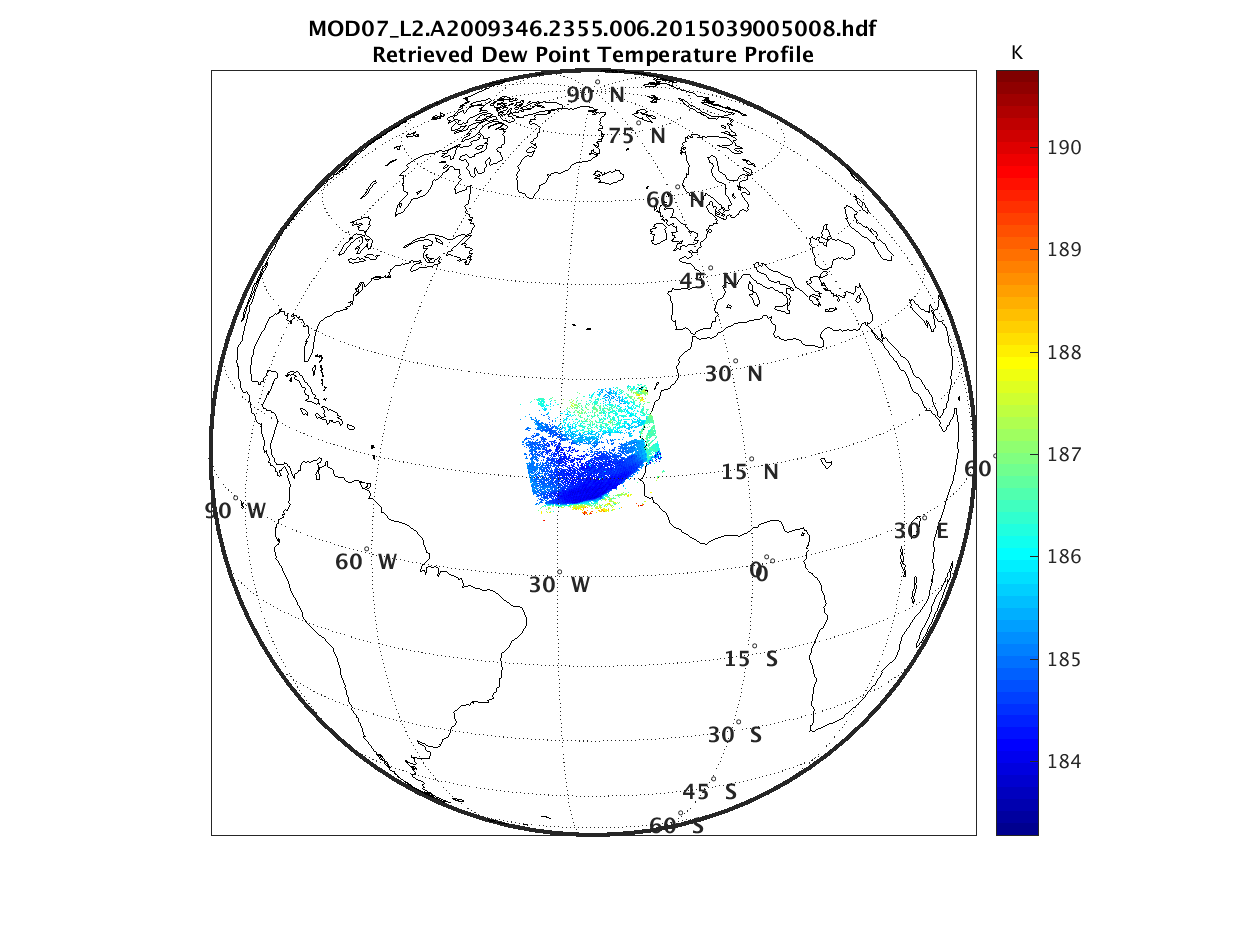 MOD07_L2.A2009346.2355.006.2015039005008.hdf
Retrieved Dew Point Temperature Profile
K
90° N
75° N
60° N
45° N
30° N
15° N
60°
90° W
60° W
30° W
0°
0°
30° E
15° S
30° S
45° S
60° S
190
189
188
187
186
185
184